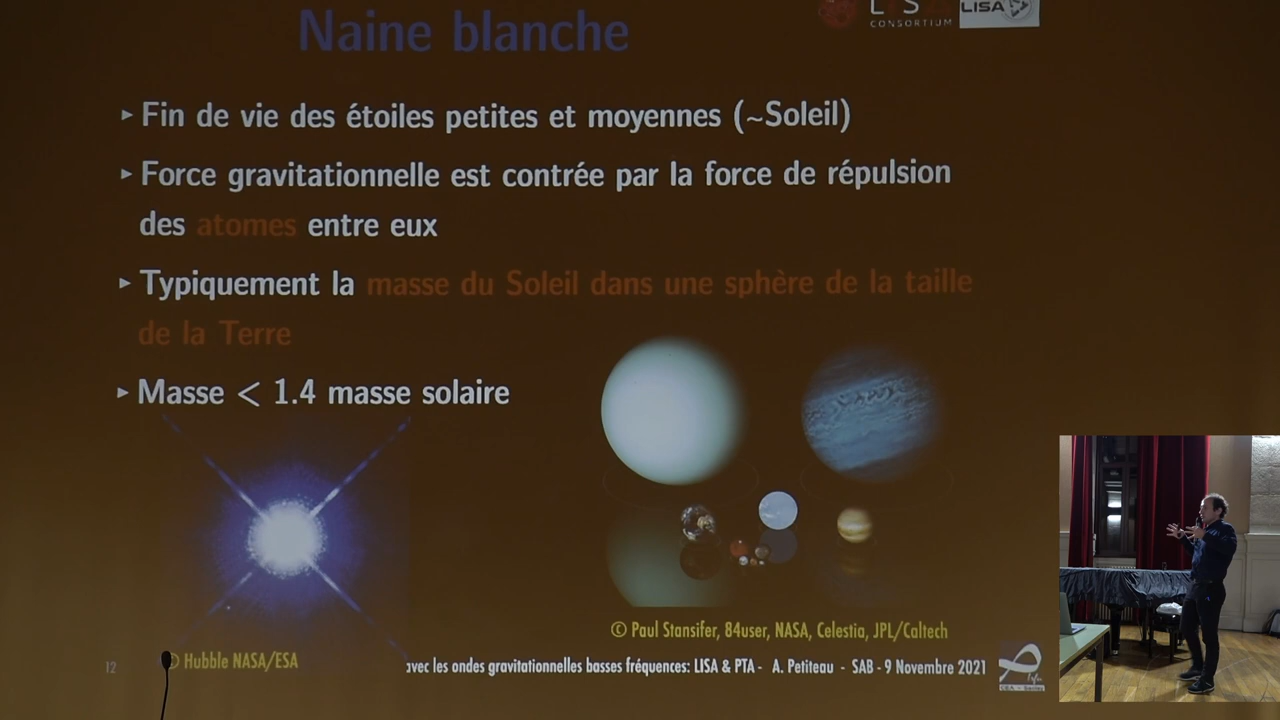 Naine blanche
CONSORTIUM
LISA
▸ Fin de vie des étoiles petites et moyennes (~Soleil)
▸ Force gravitationnelle est contrée par la force de répulsion
des atomes entre eux
▸ Typiquement la masse du Soleil dans une sphère de la taille
de la Terre
▸ Masse < 1.4 masse solaire
© Paul Stansifer, 84user, NASA, Celestia, JPL/Caltech
12
© Hubble NASA/ESA
avec les ondes gravitationnelles basses fréquences: LISA & PTA - A. Petiteau - SAB - 9 Novembre 2021